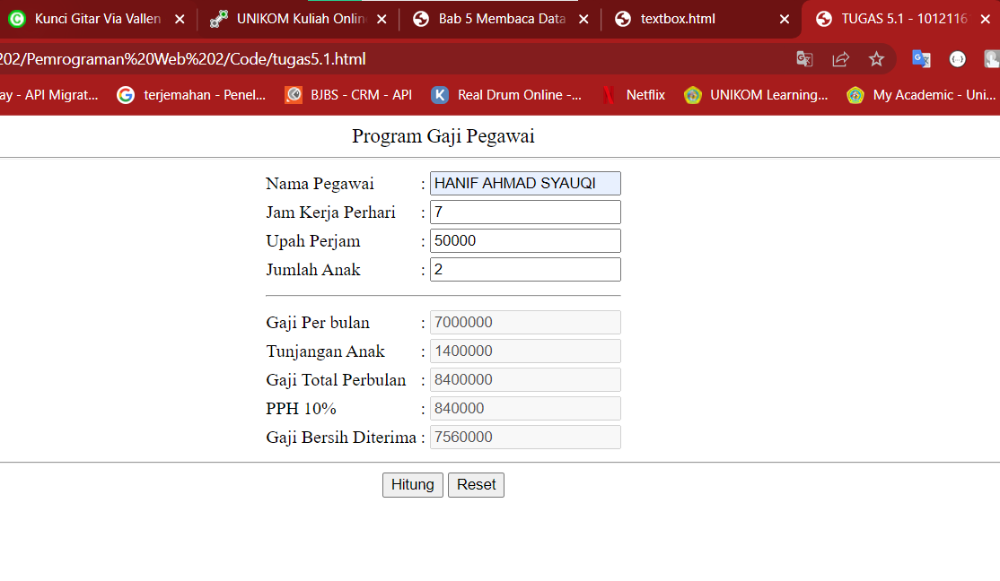 Kunci Gitar Via Vallen
UNIKOM Kuliah Onlin
Bab 5 Membaca Data
textbox.html
TUGAS 5.1 - 1012116
202/Pemrograman%20Web%202/Code/tugas5.1.html
ay - API Migrat...
terjemahan - Penel...
BJBS - CRM - API
Real Drum Online -...
Netflix
UNIKOM Learning...
My Academic - Uni...
Program Gaji Pegawai
Nama Pegawai : HANIF AHMAD SYAUQI
Jam Kerja Perhari : 7
Upah Perjam : 50000
Jumlah Anak : 2
Gaji Per bulan : 7000000
Tunjangan Anak : 1400000
Gaji Total Perbulan : 8400000
PPH 10% : 840000
Gaji Bersih Diterima : 7560000
Hitung Reset